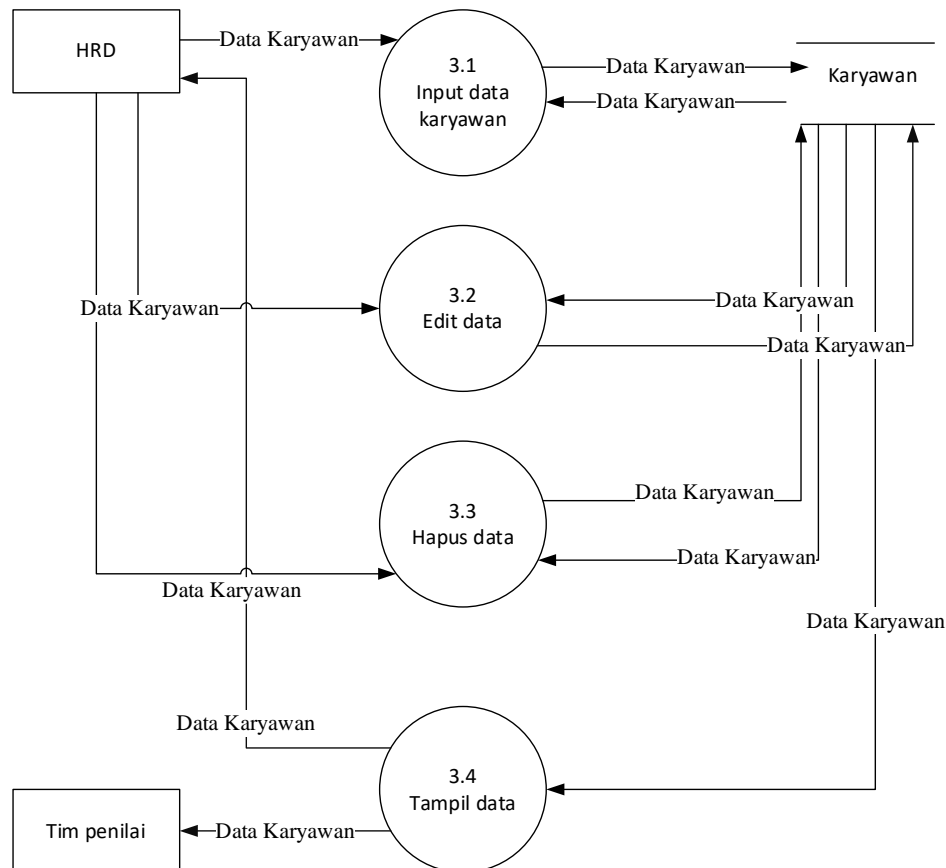 HRD
Data Karyawan
3.1
Input data
karyawan
Data Karyawan
Data Karyawan
Karyawan
Data Karyawan
3.2
Edit data
Data Karyawan
Data Karyawan
3.3
Hapus data
Data Karyawan
Data Karyawan
Data Karyawan
Data Karyawan
Data Karyawan
3.4
Tampil data
Tim penilai
Data Karyawan